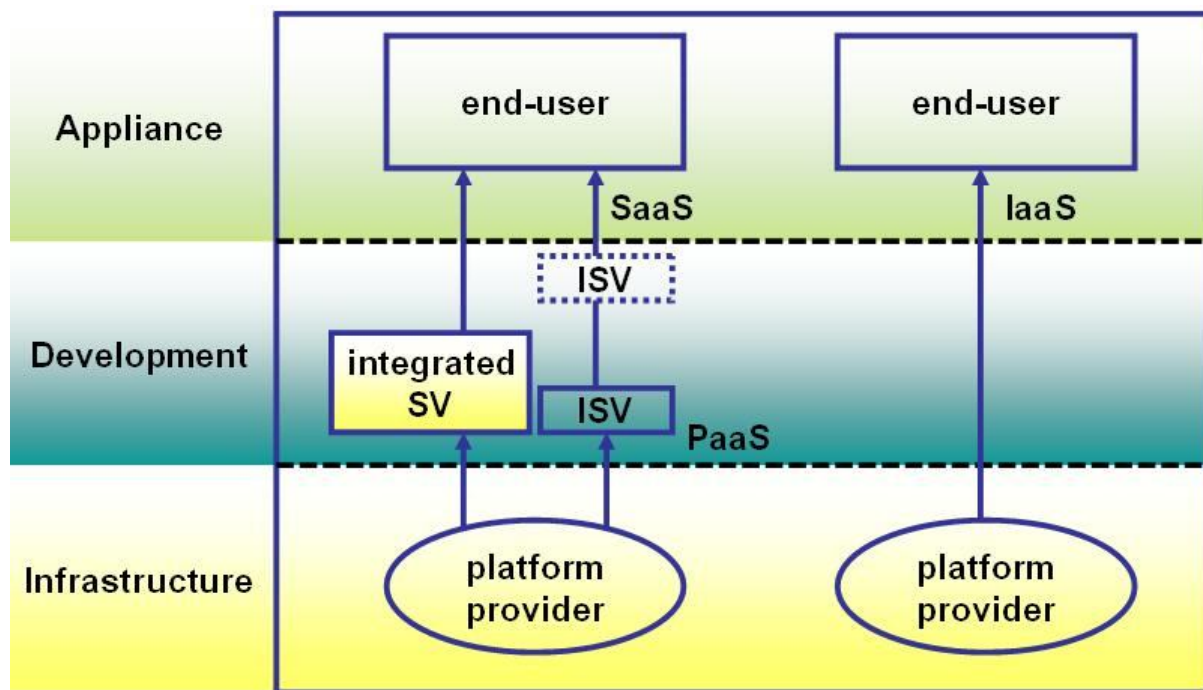 Appliance
end-user
end-user
SaaS
IaaS
ISV
Development
integrated
SV
ISV
PaaS
Infrastructure
platform
provider
platform
provider